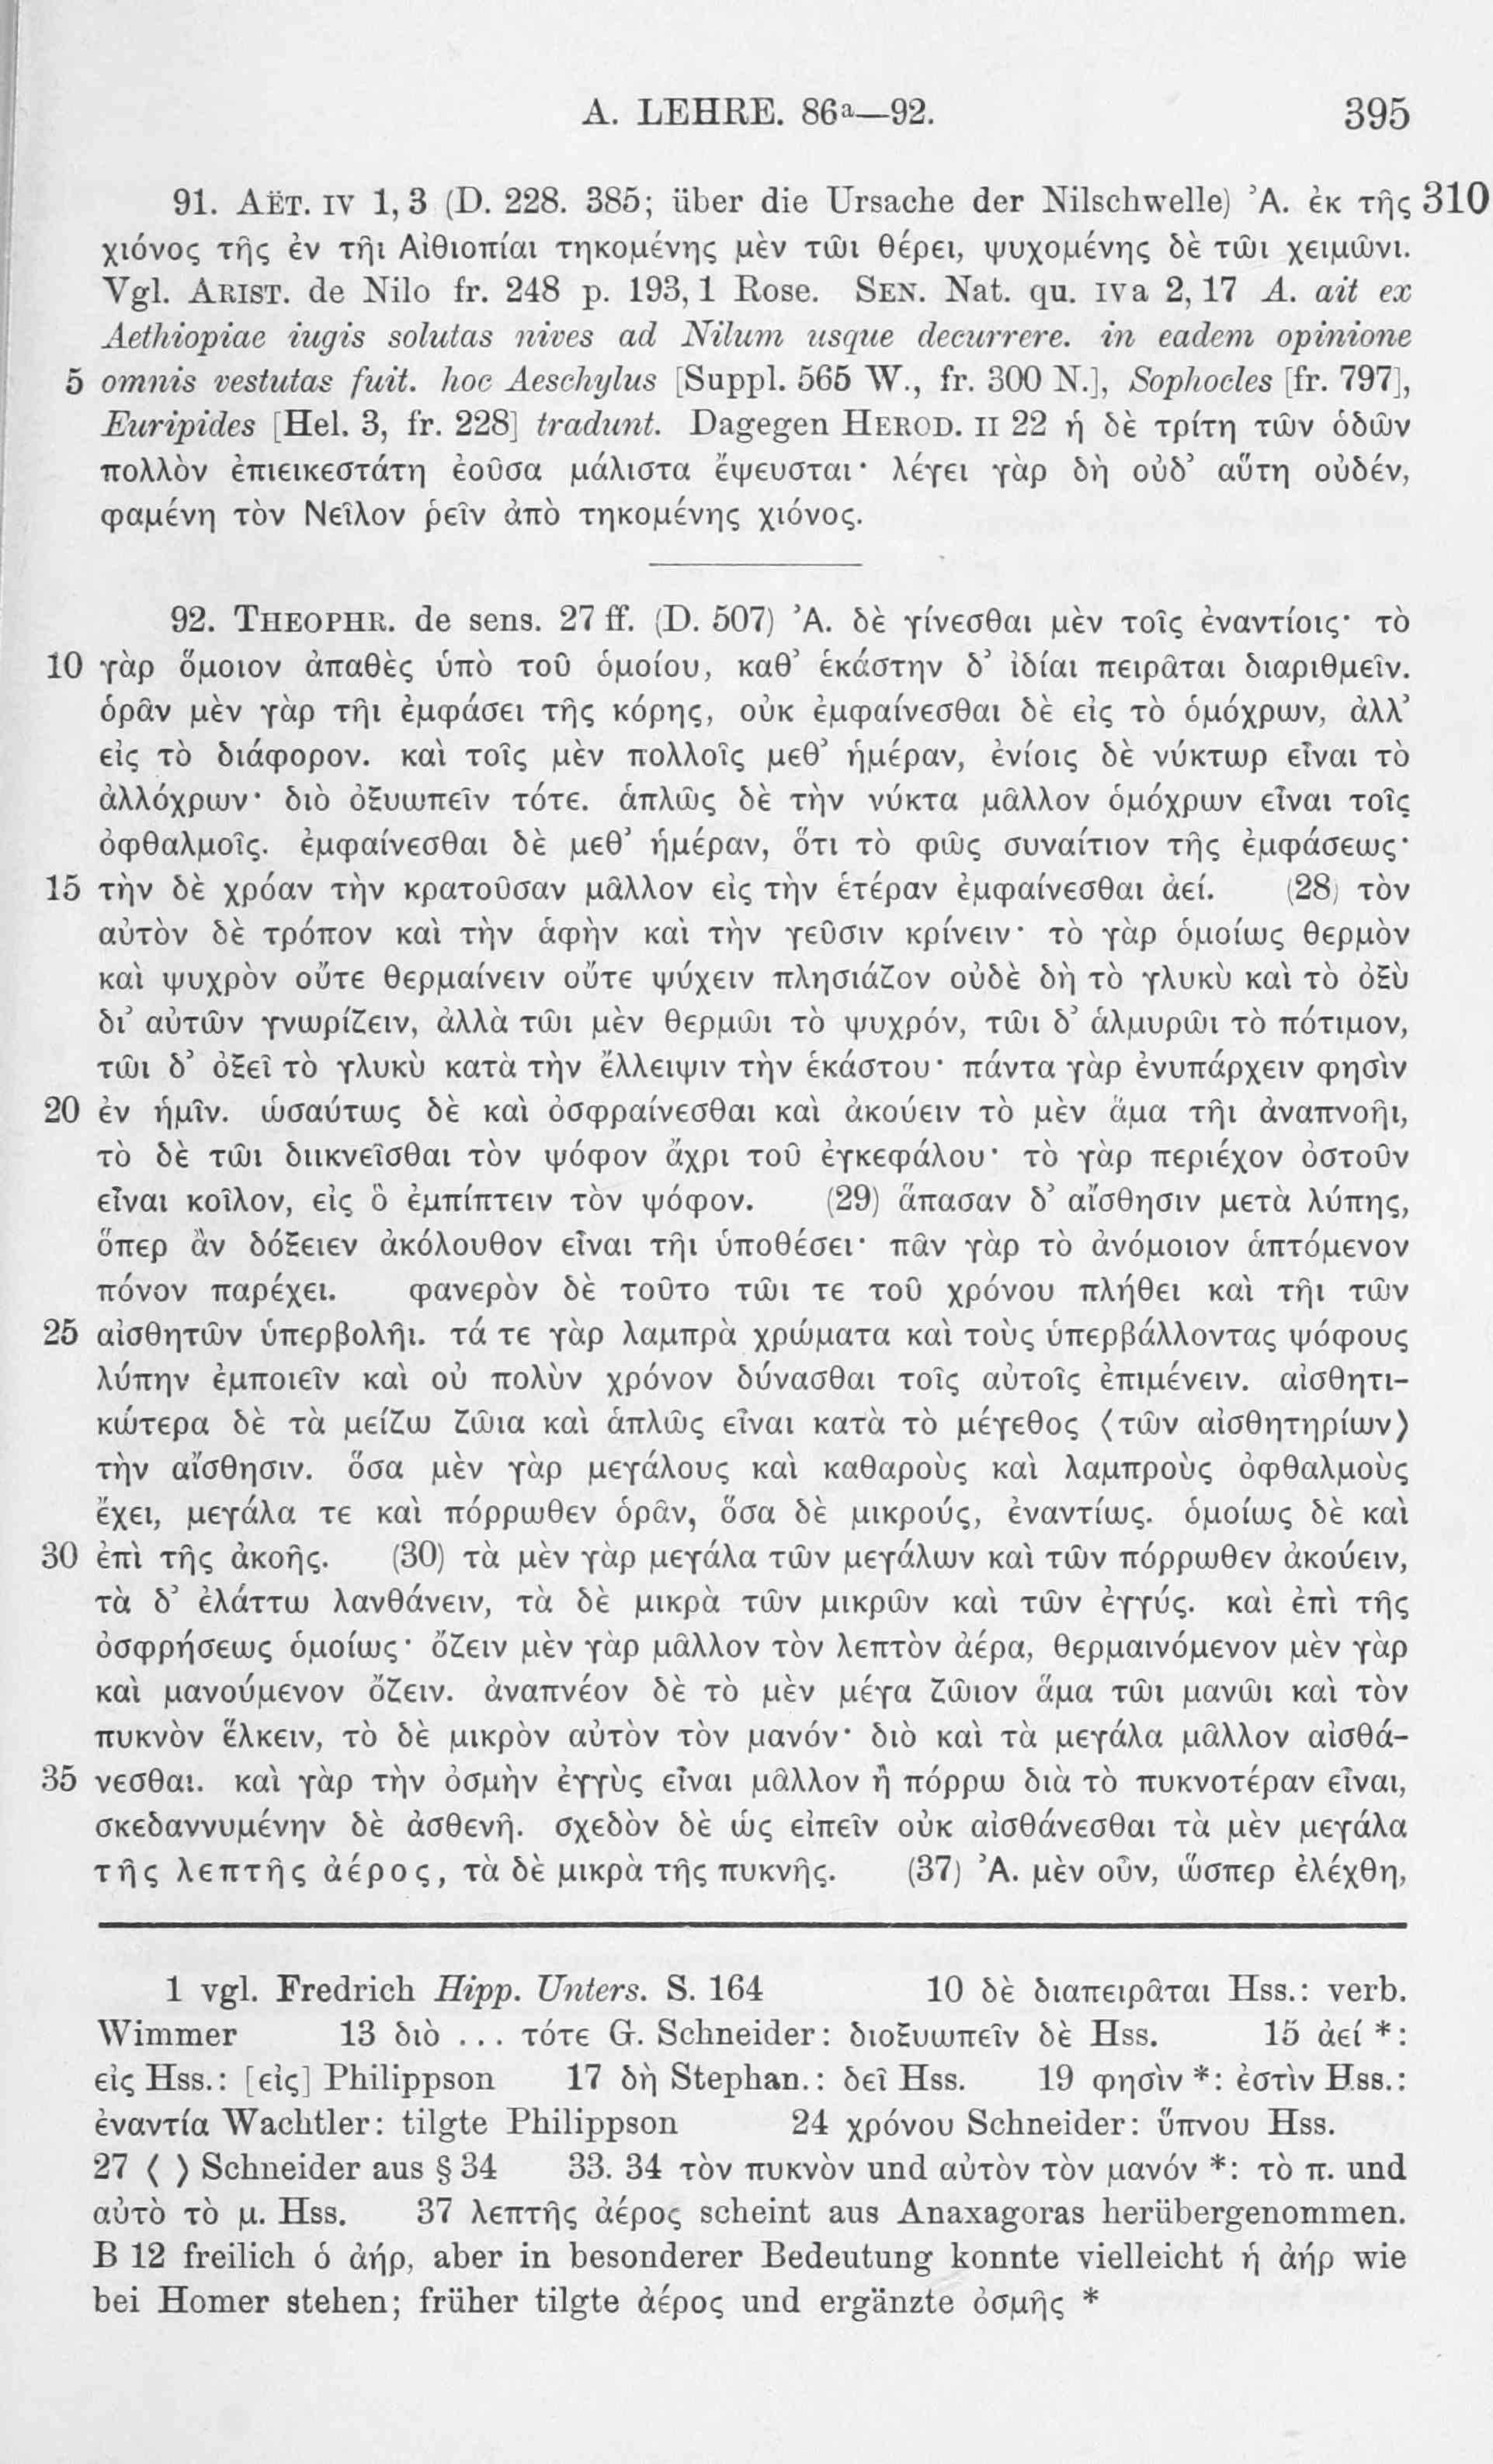 A. LEHRE. 86a—92. 395
91. AËT. IV 1, 3 (D. 228. 385; über die Ursache der Nilschwelle) Ἀ. ἐκ τῆς 310
χιόνος τῆς ἐν τῆι Αἰθιοπίαι τηκομένης μὲν τῶι θέρει, ψυχομένης δὲ τῶι χειμῶνι.
Vgl. ARIST. de Nilo fr. 248 p. 193, 1 Rose. SEN. Nat. qu. IVa 2, 17 A. ait ex
Aethiopiae iugis solutas nives ad Nilum usque decurrere. in eadem opinione
5 omnis vestutas fuit. hoc Aeschylus [Suppl. 565 W., fr. 300 N.], Sophocles [fr. 797],
Euripides [Hel. 3, fr. 228] tradunt. Dagegen HEROD. II 22 ἡ δὲ τρίτη τῶν ὁδῶν
πολλὸν ἐπιεικεστάτη ἐοῦσα μάλιστα ἔψευσται· λέγει γὰρ δὴ οὐδ’ αὕτη οὐδέν,
φαμένη τὸν Νεῖλον ῥεῖν ἀπὸ τηκομένης χιόνος.
92. THEOPHR. de sens. 27 ff. (D. 507) Ἀ. δὲ γίνεσθαι μὲν τοῖς ἐναντίοις· τὸ
10 γὰρ ὅμοιον ἀπαθὲς ὑπὸ τοῦ ὁμοίου, καθ’ ἑκάστην δ’ ἰδίαι πειρᾶται διαριθμεῖν.
ὁρᾶν μὲν γὰρ τῆι ἐμφάσει τῆς κόρης, οὐκ ἐμφαίνεσθαι δὲ εἰς τὸ ὁμόχρων, ἀλλ’
εἰς τὸ διάφορον. καὶ τοῖς μὲν πολλοῖς μεθ’ ἡμέραν, ἐνίοις δὲ νύκτωρ εἶναι τὸ
ἀλλόχρων· διὸ ὀξυωπεῖν τότε. ἁπλῶς δὲ τὴν νύκτα μᾶλλον ὁμόχρων εἶναι τοῖς
ὀφθαλμοῖς. ἐμφαίνεσθαι δὲ μεθ’ ἡμέραν, ὅτι τὸ φῶς συναίτιον τῆς ἐμφάσεως·
15 τὴν δὲ χρόαν τὴν κρατοῦσαν μᾶλλον εἰς τὴν ἑτέραν ἐμφαίνεσθαι ἀεί. (28) τὸν
αὐτὸν δὲ τρόπον καὶ τὴν ἁφὴν καὶ τὴν γεῦσιν κρίνειν· τὸ γὰρ ὁμοίως θερμὸν
καὶ ψυχρὸν οὔτε θερμαίνειν οὔτε ψύχειν πλησιάζον οὐδὲ δὴ τὸ γλυκὺ καὶ τὸ ὀξὺ
δι’ αὑτῶν γνωρίζειν, ἀλλὰ τῶι μὲν θερμῶι τὸ ψυχρόν, τῶι δ’ ἁλμυρῶι τὸ πότιμον,
τῶι δ’ ὀξεῖ τὸ γλυκὺ κατὰ τὴν ἔλλειψιν τὴν ἑκάστου· πάντα γὰρ ἐνυπάρχειν φησὶν
20 ἐν ἡμῖν. ὡσαύτως δὲ καὶ ὀσφραίνεσθαι καὶ ἀκούειν τὸ μὲν ἅμα τῆι ἀναπνοῆι,
τὸ δὲ τῶι διικνεῖσθαι τὸν ψόφον ἄχρι τοῦ ἐγκεφάλου· τὸ γὰρ περιέχον ὀστοῦν
εἶναι κοῖλον, εἰς ὃ ἐμπίπτειν τὸν ψόφον. (29) ἅπασαν δ’ αἴσθησιν μετὰ λύπης,
ὅπερ ἂν δόξειεν ἀκόλουθον εἶναι τῆι ὑποθέσει· πᾶν γὰρ τὸ ἀνόμοιον ἁπτόμενον
πόνον παρέχει. φανερὸν δὲ τοῦτο τῶι τε τοῦ χρόνου πλήθει καὶ τῆι τῶν
25 αἰσθητῶν ὑπερβολῆι. τά τε γὰρ λαμπρὰ χρώματα καὶ τοὺς ὑπερβάλλοντας ψόφους
λύπην ἐμποιεῖν καὶ οὐ πολὺν χρόνον δύνασθαι τοῖς αὐτοῖς ἐπιμένειν. αἰσθητι-
κώτερα δὲ τὰ μείζω ζῶια καὶ ἁπλῶς εἶναι κατὰ τὸ μέγεθος ⟨τῶν αἰσθητηρίων⟩
τὴν αἴσθησιν. ὅσα μὲν γὰρ μεγάλους καὶ καθαροὺς καὶ λαμπροὺς ὀφθαλμοὺς
ἔχει, μεγάλα τε καὶ πόρρωθεν ὁρᾶν, ὅσα δὲ μικρούς, ἐναντίως. ὁμοίως δὲ καὶ
30 ἐπὶ τῆς ἀκοῆς. (30) τὰ μὲν γὰρ μεγάλα τῶν μεγάλων καὶ τῶν πόρρωθεν ἀκούειν,
τὰ δ’ ἐλάττω λανθάνειν, τὰ δὲ μικρὰ τῶν μικρῶν καὶ τῶν ἐγγύς. καὶ ἐπὶ τῆς
ὀσφρήσεως ὁμοίως· ὄζειν μὲν γὰρ μᾶλλον τὸν λεπτὸν ἀέρα, θερμαινόμενον μὲν γὰρ
καὶ μανούμενον ὄζειν. ἀναπνέον δὲ τὸ μὲν μέγα ζῶιον ἅμα τῶι μανῶι καὶ τὸν
πυκνὸν ἕλκειν, τὸ δὲ μικρὸν αὐτὸν τὸν μανόν· διὸ καὶ τὰ μεγάλα μᾶλλον αἰσθά-
35 νεσθαι. καὶ γὰρ τὴν ὀσμὴν ἐγγὺς εἶναι μᾶλλον ἢ πόρρω διὰ τὸ πυκνοτέραν εἶναι,
σκεδαννυμένην δὲ ἀσθενῆ. σχεδὸν δὲ ὡς εἰπεῖν οὐκ αἰσθάνεσθαι τὰ μὲν μεγάλα
τῆς λεπτῆς ἀέρος, τὰ δὲ μικρὰ τῆς πυκνῆς. (37) Ἀ. μὲν οὖν, ὥσπερ ἐλέχθη,
1 vgl. Fredrich Hipp. Unters. S. 164 10 δὲ διαπειρᾶται Hss.: verb.
Wimmer 13 διὸ ... τότε G. Schneider: διοξυωπεῖν δὲ Hss. 15 ἀεί *:
εἰς Hss.: [εἰς] Philippson 17 δὴ Stephan.: δεῖ Hss. 19 φησὶν *: ἐστὶν Hss.:
ἐναντία Wachtler: tilgte Philippson 24 χρόνου Schneider: ὕπνου Hss.
27 ⟨ ⟩ Schneider aus § 34 33. 34 τὸν πυκνὸν und αὐτὸν τὸν μανόν *: τὸ π. und
αὐτὸ τὸ μ. Hss. 37 λεπτῆς ἀέρος scheint aus Anaxagoras herübergenommen.
B 12 freilich ὁ ἀήρ, aber in besonderer Bedeutung konnte vielleicht ἡ ἀήρ wie
bei Homer stehen; früher tilgte ἀέρος und ergänzte ὀσμῆς *